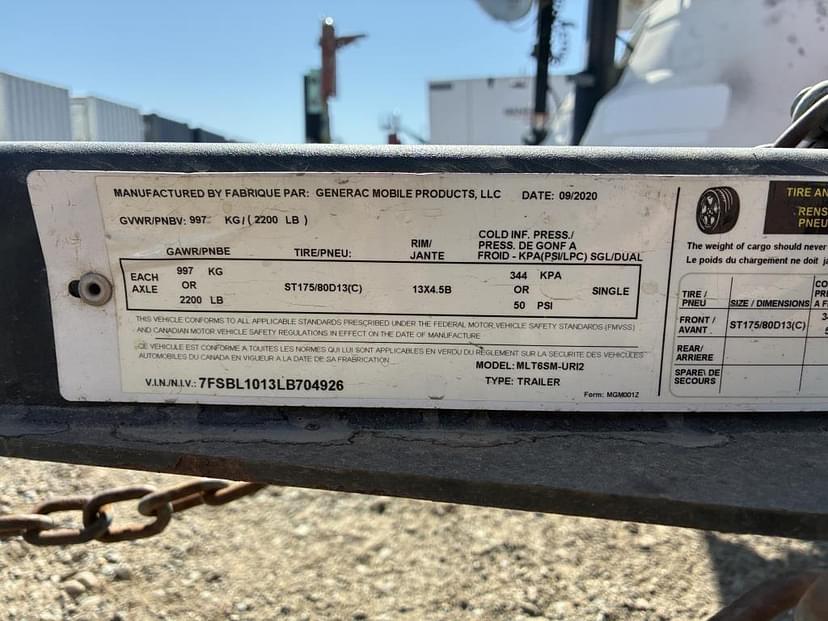 MANUFACTURED BY FABRIQUE PAR: GENERAC MOBILE PRODUCTS, LLC DATE: 09/2020
GVWR/PNBV: 997 KG/( 2200 LB )
GAWR/PNBE TIRE/PNEU: RIM/ JANTE COLD INF. PRESS./ PRESS. DE GONF A FROID - KPA(PSI/LPC) SGL/DUAL
EACH AXLE 997 KG OR 2200 LB ST175/80D13(C) 13X4.5B 344 KPA OR 50 PSI SINGLE
THIS VEHICLE CONFORMS TO ALL APPLICABLE STANDARDS PRESCRIBED UNDER THE FEDERAL MOTOR VEHICLE SAFETY STANDARDS (FMVSS)
AND CANADIAN MOTOR VEHICLE SAFETY REGULATIONS IN EFFECT ON THE DATE OF MANUFACTURE
CE VEHICULE EST CONFORME A TOUTES LES NORMES QUI LUI SONT APPLICABLES EN VERDU DU REGLEMENT SUR LA SECURITE DES VEHICULES
AUTOMOBILES DU CANADA EN VIGUEUR A LA DATE DE SA FRABRICATION
MODEL: MLT6SM-URI2
V.I.N./N.I.V.: 7FSBL1013LB704926 TYPE: TRAILER
Form: MGM001Z
TIRE AN
RENS
PNEU
The weight of cargo should never
Le poids du chargement ne doit ja
TIRE / PNEU SIZE / DIMENSIONS
FRONT / AVANT ST175/80D13(C)
REAR/ ARRIERE
SPARE\ DE SECOURS